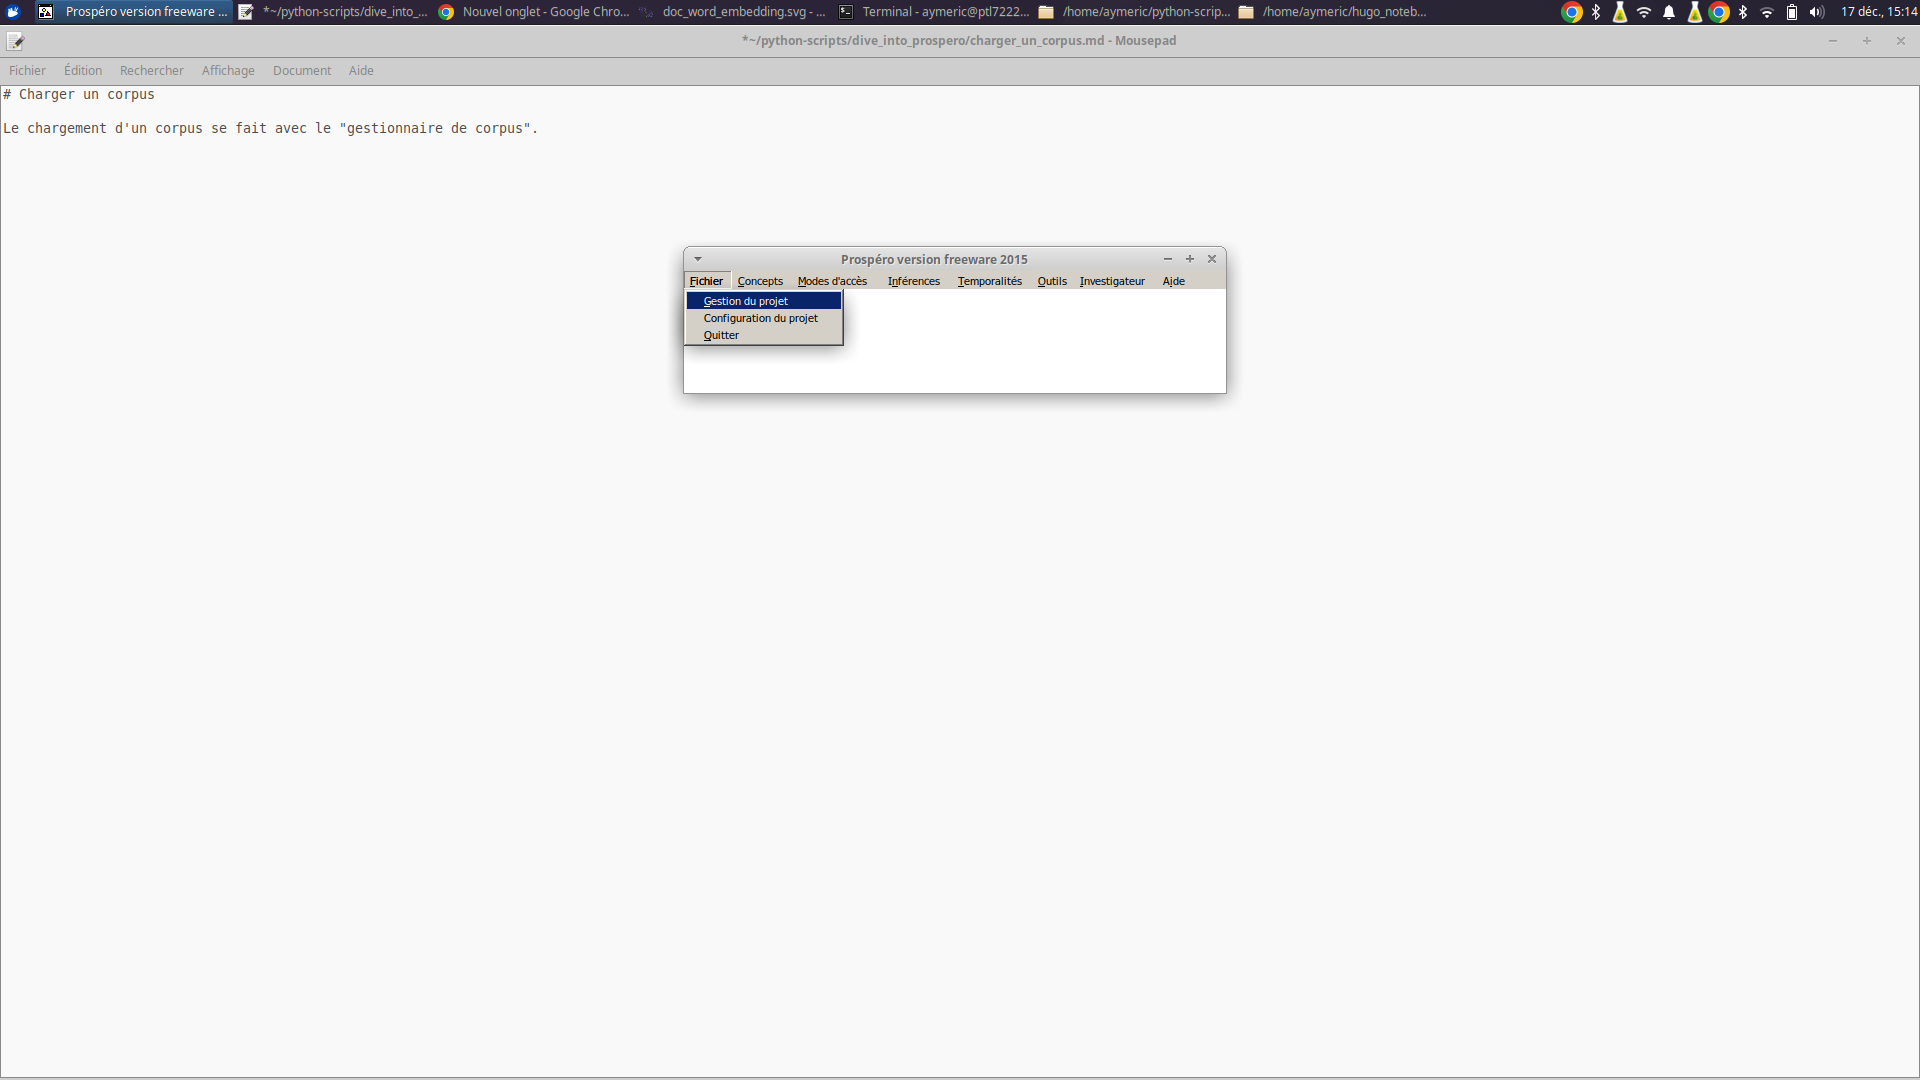 Prospéro version freeware ... *~/python-scripts/dive_into_... Nouvel onglet - Google Chro... doc_word_embedding.svg - ... Terminal - aymeric@ptl7222... /home/aymeric/python-scrip... /home/aymeric/hugo_noteb... 17 déc., 15:14
*~/python-scripts/dive_into_prospero/charger_un_corpus.md - Mousepad
Fichier Édition Rechercher Affichage Document Aide
# Charger un corpus
Le chargement d'un corpus se fait avec le "gestionnaire de corpus".
Prospéro version freeware 2015
Fichier Concepts Modes d'accès Inférences Temporalités Outils Investigateur Aide
Gestion du projet
Configuration du projet
Quitter